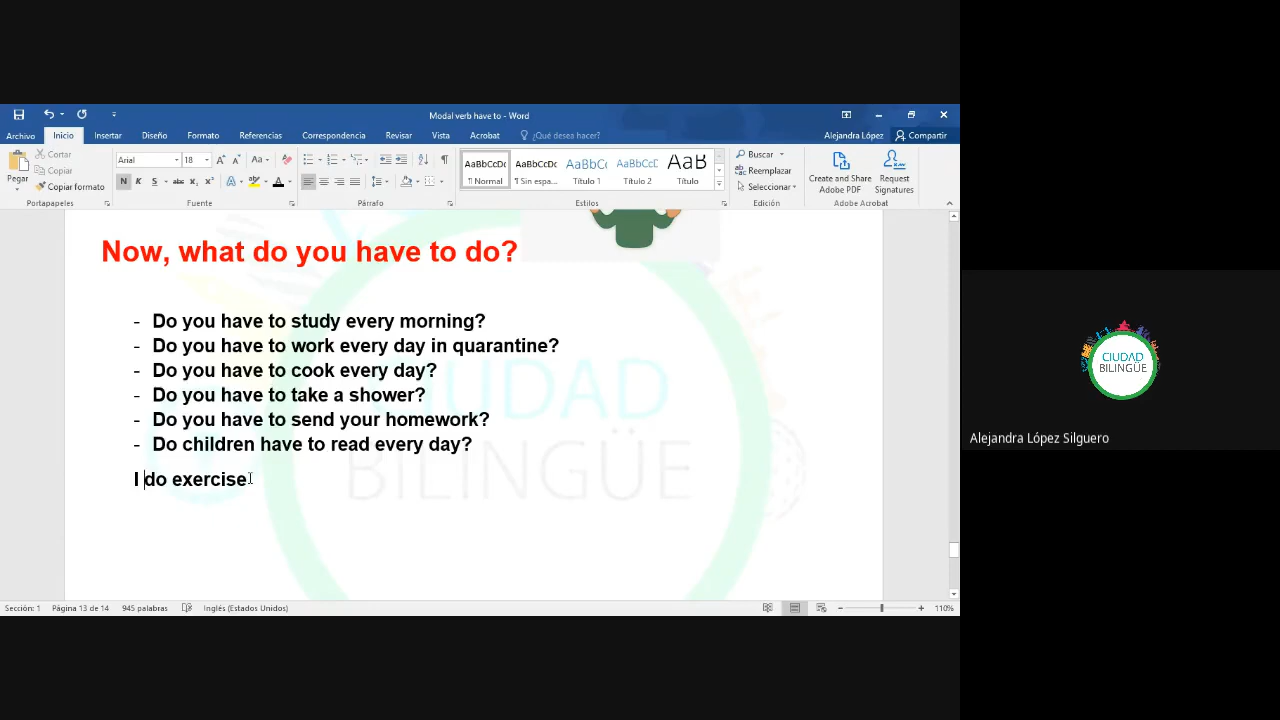 Modal verb have to - Word
Archivo Inicio Insertar Diseño Formato Referencias Correspondencia Revisar Vista Acrobat ¿Qué desea hacer? Alejandra López Compartir
Pegar
Cortar
Copiar
Copiar formato
Portapapeles
Arial 18 Aa
N K S abc x₂ x² A A
Fuente
Párrafo
AaBbCcDc AaBbCcDc AaBbCc AaBbCcD AaB
¶ Normal ¶ Sin espa... Título 1 Título 2 Título
Estilos
Buscar
Reemplazar
Seleccionar
Edición
Create and Share Adobe PDF
Request Signatures
Adobe Acrobat
Now, what do you have to do?
- Do you have to study every morning?
- Do you have to work every day in quarantine?
- Do you have to cook every day?
- Do you have to take a shower?
- Do you have to send your homework?
- Do children have to read every day?
I do exercise
CIUDAD
BILINGÜE
Sección: 1 Página 13 de 14 945 palabras Inglés (Estados Unidos) 110%
CIUDAD
BILINGÜE
Alejandra López Silguero